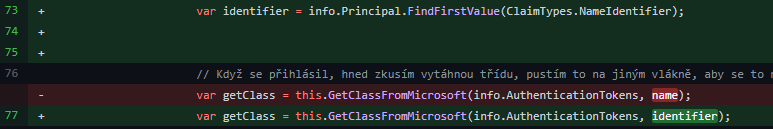 73 + var identifier = info.Principal.FindFirstValue(ClaimTypes.NameIdentifier);
74 +
75 +
76 // Když se přihlásil, hned zkusím vytáhnou třídu, pustím to na jiným vlákně, aby se to
- var getClass = this.GetClassFromMicrosoft(info.AuthenticationTokens, name);
77 + var getClass = this.GetClassFromMicrosoft(info.AuthenticationTokens, identifier);